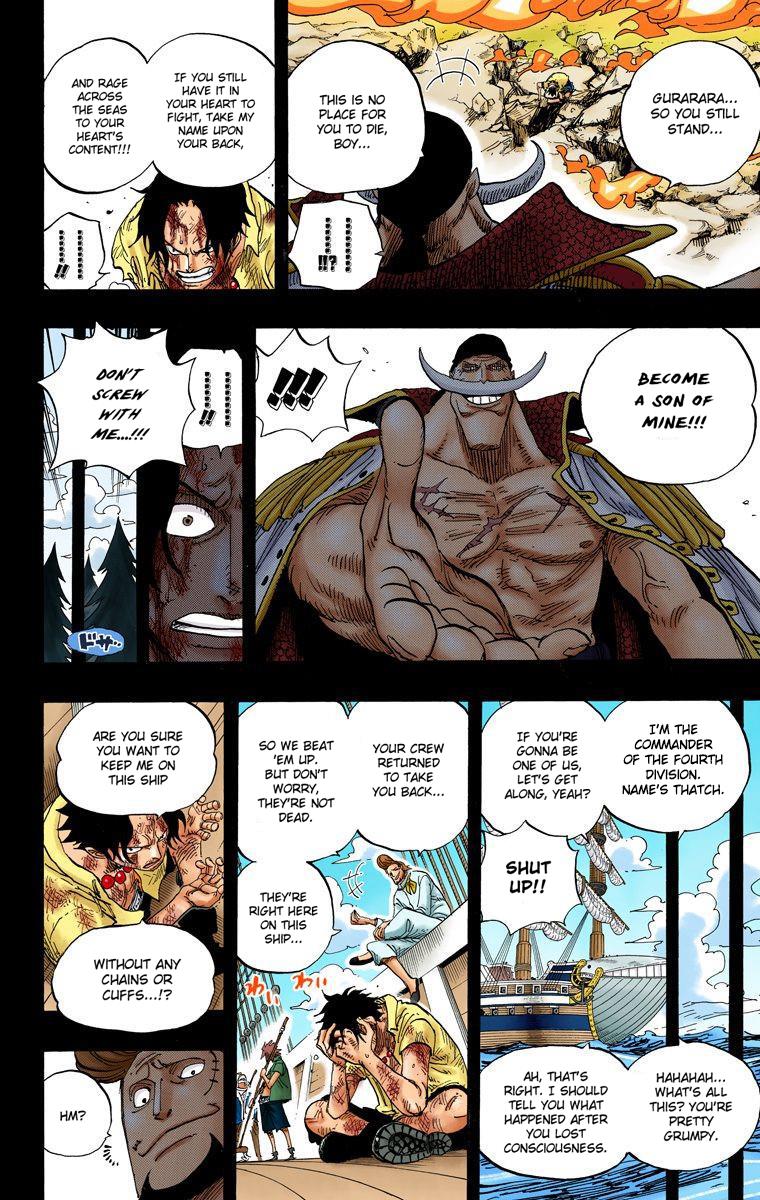 GURARARA...
SO YOU STILL
STAND...
THIS IS NO
PLACE FOR
YOU TO DIE,
BOY...
!!?
IF YOU STILL
HAVE IT IN
YOUR HEART TO
FIGHT, TAKE MY
NAME UPON
YOUR BACK,
AND RAGE
ACROSS
THE SEAS
TO YOUR
HEART'S
CONTENT!!!
!!
BECOME
A SON OF
MINE!!!
!!!!
!!
DON'T
SCREW
WITH
ME....!!!
ドサ...
I'M THE
COMMANDER
OF THE FOURTH
DIVISION.
NAME'S THATCH.
IF YOU'RE
GONNA BE
ONE OF US,
LET'S GET
ALONG, YEAH?
SHUT
UP!!
HAHAHAH...
WHAT'S ALL
THIS? YOU'RE
PRETTY
GRUMPY.
AH, THAT'S
RIGHT. I SHOULD
TELL YOU WHAT
HAPPENED AFTER
YOU LOST
CONSCIOUSNESS.
YOUR CREW
RETURNED
TO TAKE
YOU BACK...
SO WE BEAT
'EM UP.
BUT DON'T
WORRY,
THEY'RE NOT
DEAD.
THEY'RE
RIGHT HERE
ON THIS
SHIP...
わい
わい
ARE YOU SURE
YOU WANT TO
KEEP ME ON
THIS SHIP
WITHOUT ANY
CHAINS OR
CUFFS...!?
HM?